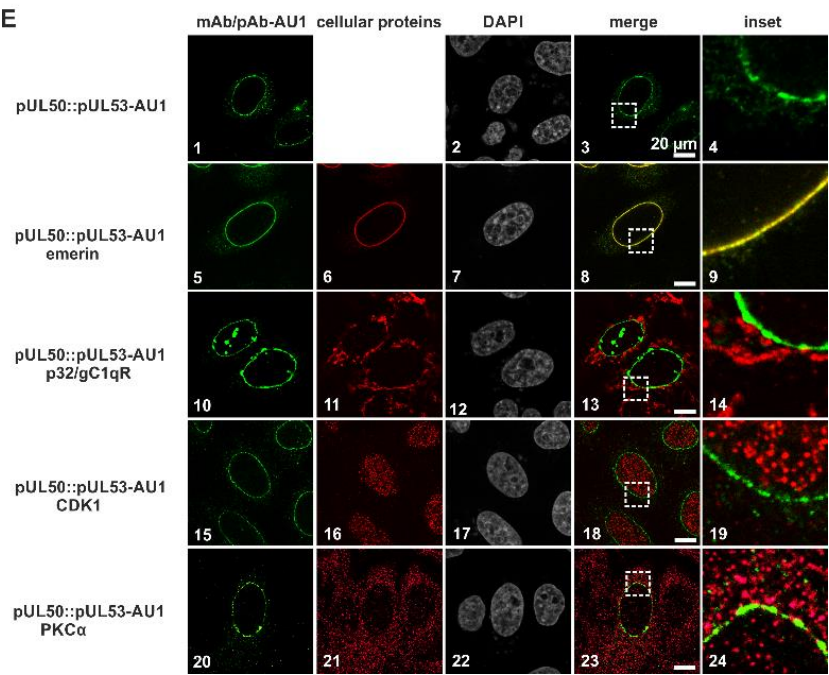 E
mAb/pAb-AU1 cellular proteins DAPI merge inset
pUL50::pUL53-AU1
1 2 3 20 µm 4
pUL50::pUL53-AU1
emerin
5 6 7 8 9
pUL50::pUL53-AU1
p32/gC1qR
10 11 12 13 14
pUL50::pUL53-AU1
CDK1
15 16 17 18 19
pUL50::pUL53-AU1
PKCα
20 21 22 23 24